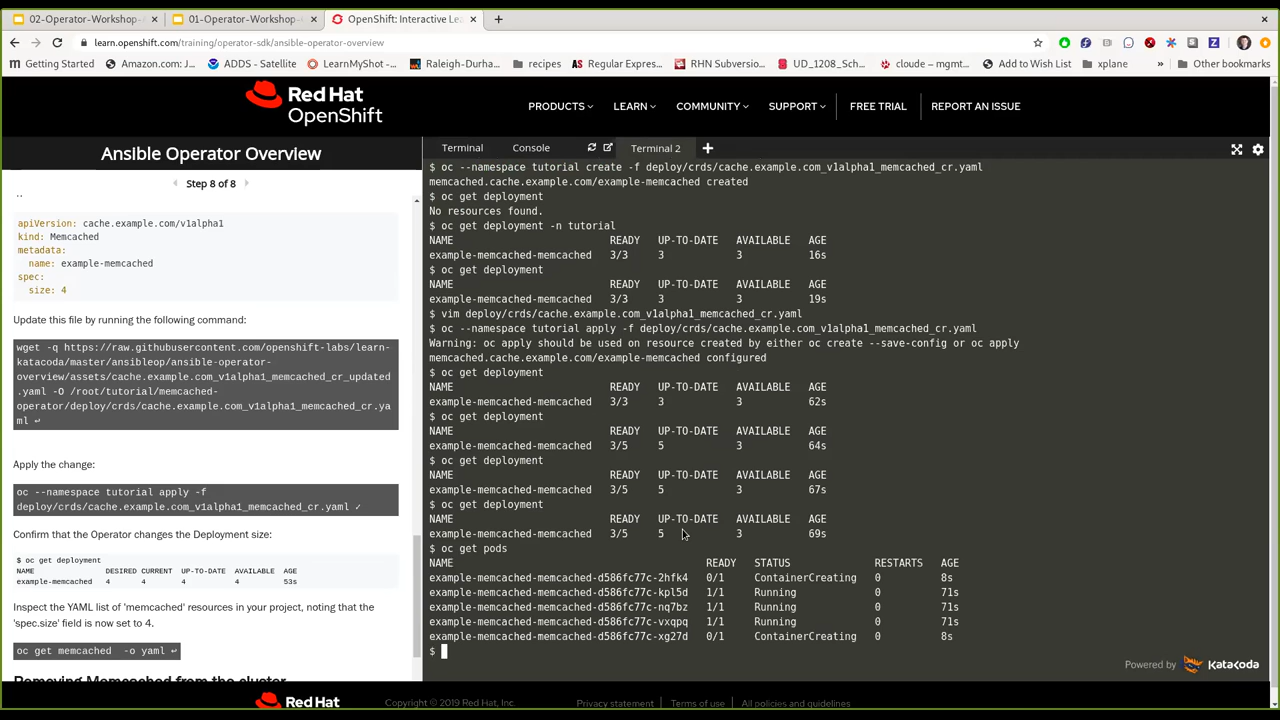 02-Operator-Workshop-
01-Operator-Workshop-
OpenShift: Interactive Lea
learn.openshift.com/training/operator-sdk/ansible-operator-overview
Getting Started
Amazon.com: J...
ADDS - Satellite
LearnMyShot -...
Raleigh-Durha...
recipes
Regular Expres...
RHN Subversio...
UD_1208_Sch...
cloude – mgmt...
Add to Wish List
xplane
»
Other bookmarks
Red Hat
OpenShift
PRODUCTS
LEARN
COMMUNITY
SUPPORT
FREE TRIAL
REPORT AN ISSUE
Ansible Operator Overview
Step 8 of 8
apiVersion: cache.example.com/v1alpha1
kind: Memcached
metadata:
name: example-memcached
spec:
size: 4
Update this file by running the following command:
wget -q https://raw.githubusercontent.com/openshift-labs/learn-
katacoda/master/ansibleop/ansible-operator-
overview/assets/cache.example.com_v1alpha1_memcached_cr_updated
.yaml -O /root/tutorial/memcached-
operator/deploy/crds/cache.example.com_v1alpha1_memcached_cr.ya
ml ↩
Apply the change:
oc --namespace tutorial apply -f
deploy/crds/cache.example.com_v1alpha1_memcached_cr.yaml ✓
Confirm that the Operator changes the Deployment size:
$ oc get deployment
NAME DESIRED CURRENT UP-TO-DATE AVAILABLE AGE
example-memcached 4 4 4 4 53s
Inspect the YAML list of 'memcached' resources in your project, noting that the
'spec.size' field is now set to 4.
oc get memcached -o yaml ↩
Removing Memcached from the cluster
Terminal
Console
Terminal 2
$ oc --namespace tutorial create -f deploy/crds/cache.example.com_v1alpha1_memcached_cr.yaml
memcached.cache.example.com/example-memcached created
$ oc get deployment
No resources found.
$ oc get deployment -n tutorial
NAME READY UP-TO-DATE AVAILABLE AGE
example-memcached-memcached 3/3 3 3 16s
$ oc get deployment
NAME READY UP-TO-DATE AVAILABLE AGE
example-memcached-memcached 3/3 3 3 19s
$ vim deploy/crds/cache.example.com_v1alpha1_memcached_cr.yaml
$ oc --namespace tutorial apply -f deploy/crds/cache.example.com_v1alpha1_memcached_cr.yaml
Warning: oc apply should be used on resource created by either oc create --save-config or oc apply
memcached.cache.example.com/example-memcached configured
$ oc get deployment
NAME READY UP-TO-DATE AVAILABLE AGE
example-memcached-memcached 3/3 3 3 62s
$ oc get deployment
NAME READY UP-TO-DATE AVAILABLE AGE
example-memcached-memcached 3/5 5 3 64s
$ oc get deployment
NAME READY UP-TO-DATE AVAILABLE AGE
example-memcached-memcached 3/5 5 3 67s
$ oc get deployment
NAME READY UP-TO-DATE AVAILABLE AGE
example-memcached-memcached 3/5 5 3 69s
$ oc get pods
NAME READY STATUS RESTARTS AGE
example-memcached-memcached-d586fc77c-2hfk4 0/1 ContainerCreating 0 8s
example-memcached-memcached-d586fc77c-kpl5d 1/1 Running 0 71s
example-memcached-memcached-d586fc77c-nq7bz 1/1 Running 0 71s
example-memcached-memcached-d586fc77c-vxqpq 1/1 Running 0 71s
example-memcached-memcached-d586fc77c-xg27d 0/1 ContainerCreating 0 8s
$
Powered by KATACODA
Red Hat
Copyright © 2019 Red Hat, Inc.
Privacy statement
Terms of use
All policies and guidelines